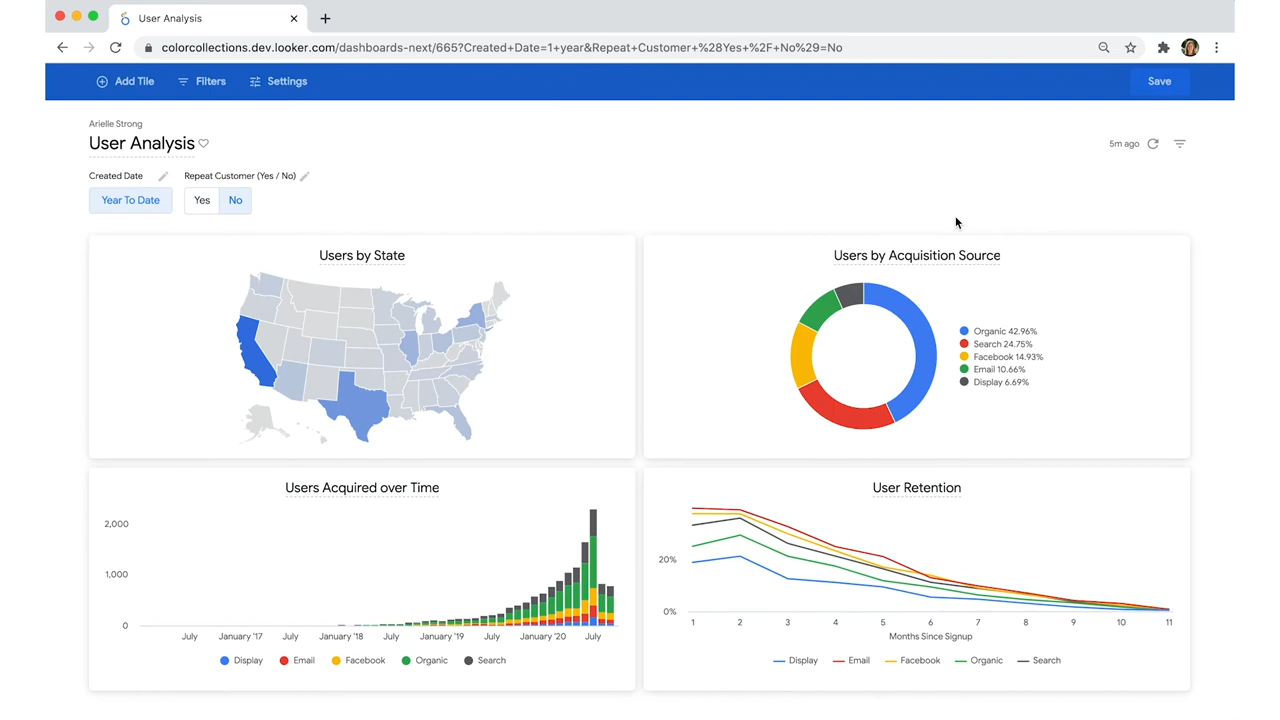 User Analysis
colorcollections.dev.looker.com/dashboards-next/665?Created+Date=1+year&Repeat+Customer+%28Yes+%2F+No%29=No
Add Tile Filters Settings Save
Arielle Strong
User Analysis
5m ago
Created Date Repeat Customer (Yes / No)
Year To Date Yes No
Users by State
Users by Acquisition Source
Organic 42.96%
Search 24.75%
Facebook 14.93%
Email 10.66%
Display 6.69%
Users Acquired over Time
2,000
1,000
0
July January '17 July January '18 July January '19 July January '20 July
Display Email Facebook Organic Search
User Retention
20%
0%
1 2 3 4 5 6 7 8 9 10 11
Months Since Signup
Display Email Facebook Organic Search